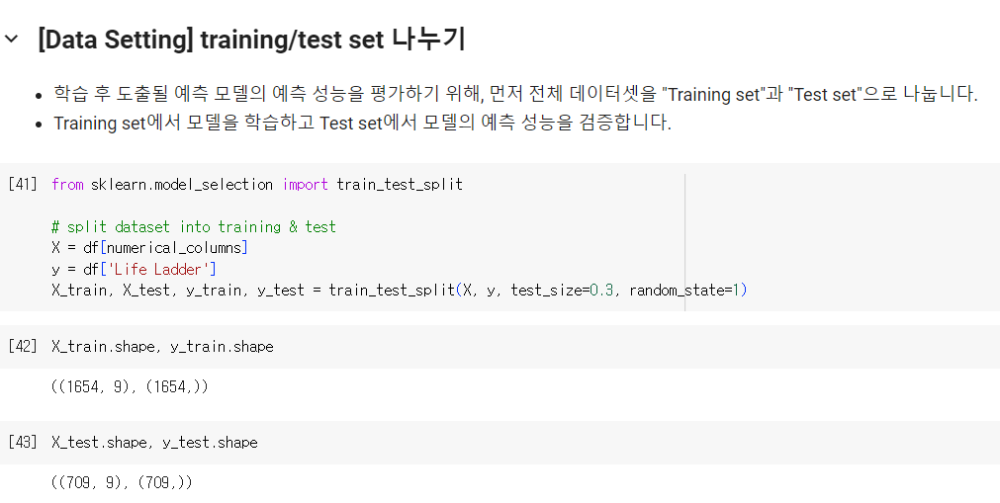 [Data Setting] training/test set 나누기
학습 후 도출될 예측 모델의 예측 성능을 평가하기 위해, 먼저 전체 데이터셋을 "Training set"과 "Test set"으로 나눕니다.
Training set에서 모델을 학습하고 Test set에서 모델의 예측 성능을 검증합니다.
[41] from sklearn.model_selection import train_test_split
# split dataset into training & test
X = df[numerical_columns]
y = df['Life Ladder']
X_train, X_test, y_train, y_test = train_test_split(X, y, test_size=0.3, random_state=1)
[42] X_train.shape, y_train.shape
((1654, 9), (1654,))
[43] X_test.shape, y_test.shape
((709, 9), (709,))